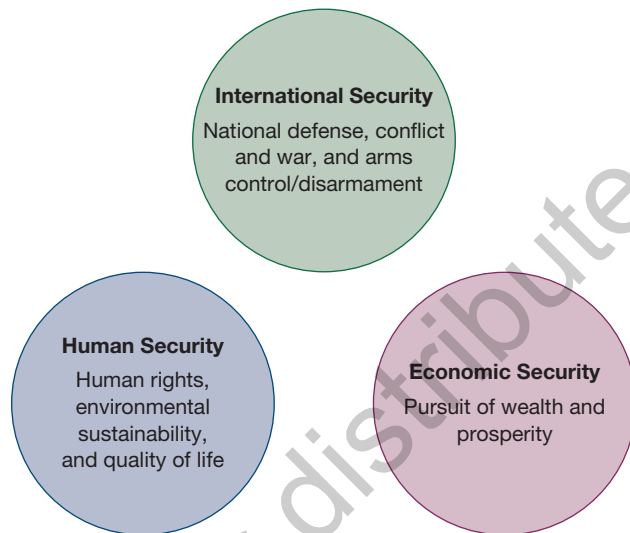 International Security
National defense, conflict
and war, and arms
control/disarmament
Human Security
Human rights,
environmental
sustainability,
and quality of life
Economic Security
Pursuit of wealth and
prosperity
distribute